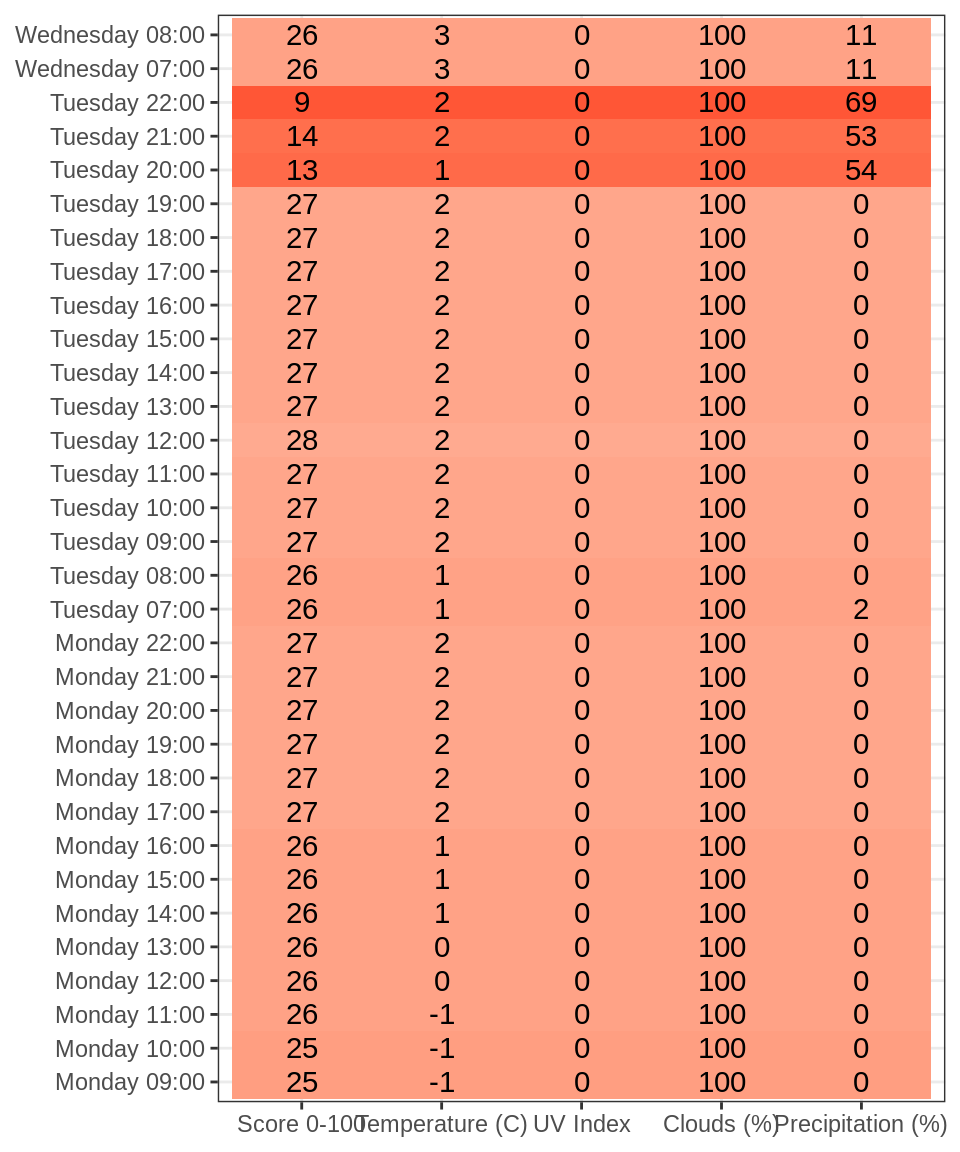 Wednesday 08:00 26 3 0 100 11
Wednesday 07:00 26 3 0 100 11
Tuesday 22:00 9 2 0 100 69
Tuesday 21:00 14 2 0 100 53
Tuesday 20:00 13 1 0 100 54
Tuesday 19:00 27 2 0 100 0
Tuesday 18:00 27 2 0 100 0
Tuesday 17:00 27 2 0 100 0
Tuesday 16:00 27 2 0 100 0
Tuesday 15:00 27 2 0 100 0
Tuesday 14:00 27 2 0 100 0
Tuesday 13:00 27 2 0 100 0
Tuesday 12:00 28 2 0 100 0
Tuesday 11:00 27 2 0 100 0
Tuesday 10:00 27 2 0 100 0
Tuesday 09:00 27 2 0 100 0
Tuesday 08:00 26 1 0 100 0
Tuesday 07:00 26 1 0 100 2
Monday 22:00 27 2 0 100 0
Monday 21:00 27 2 0 100 0
Monday 20:00 27 2 0 100 0
Monday 19:00 27 2 0 100 0
Monday 18:00 27 2 0 100 0
Monday 17:00 27 2 0 100 0
Monday 16:00 26 1 0 100 0
Monday 15:00 26 1 0 100 0
Monday 14:00 26 1 0 100 0
Monday 13:00 26 0 0 100 0
Monday 12:00 26 0 0 100 0
Monday 11:00 26 -1 0 100 0
Monday 10:00 25 -1 0 100 0
Monday 09:00 25 -1 0 100 0
Score 0-100 Temperature (C) UV Index Clouds (%) Precipitation (%)